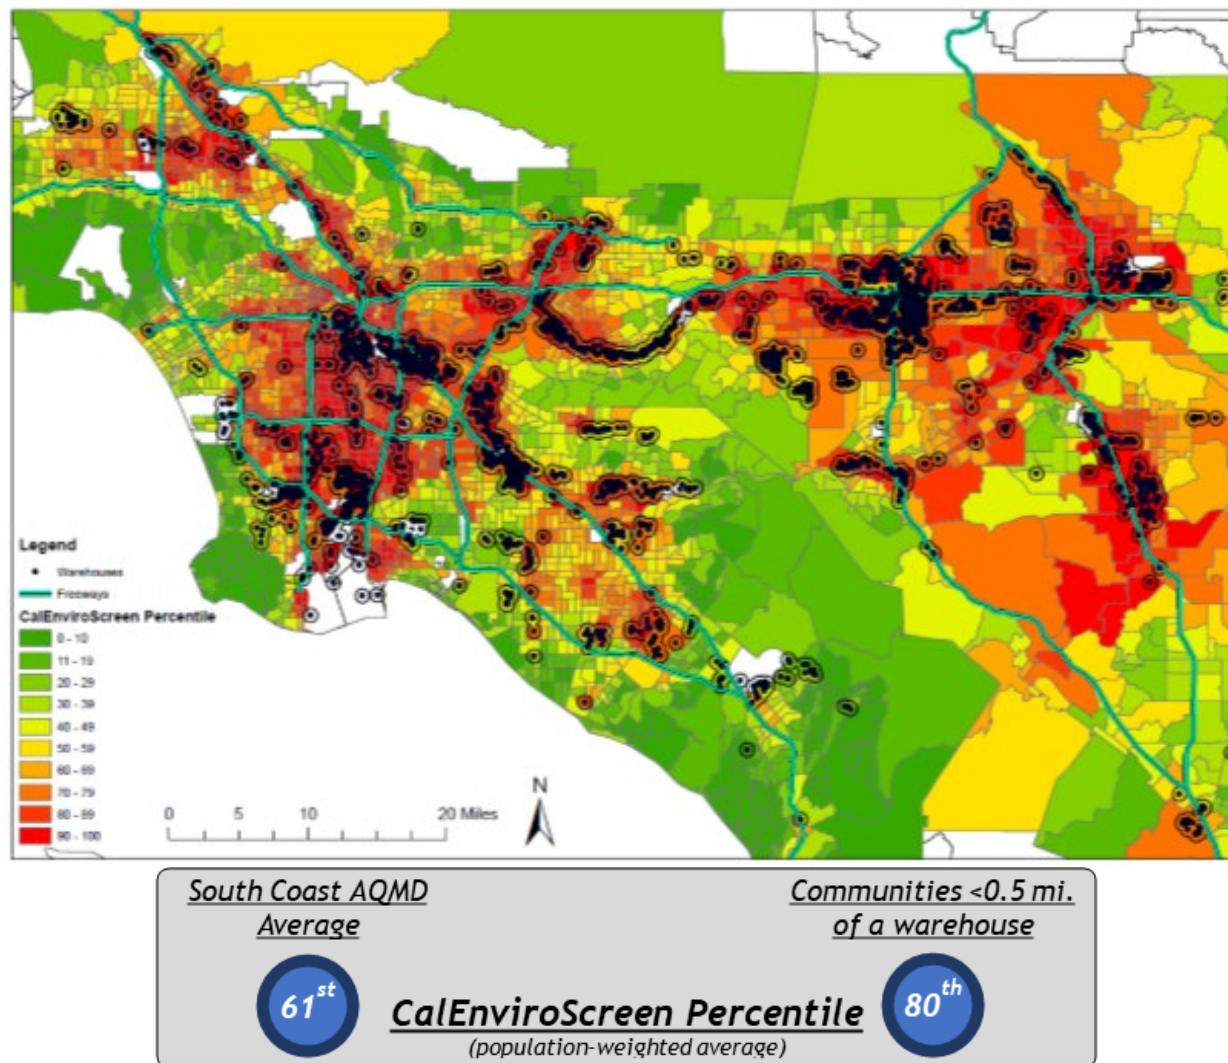 Legend
Warehouses
Freeways
CalEnviroScreen Percentile
0 - 10
11 - 19
20 - 29
30 - 39
40 - 49
50 - 59
60 - 69
70 - 79
80 - 89
90 - 100
N
0 5 10 20 Miles
South Coast AQMD
Average
Communities <0.5 mi.
of a warehouse
61st
80th
CalEnviroScreen Percentile
(population-weighted average)